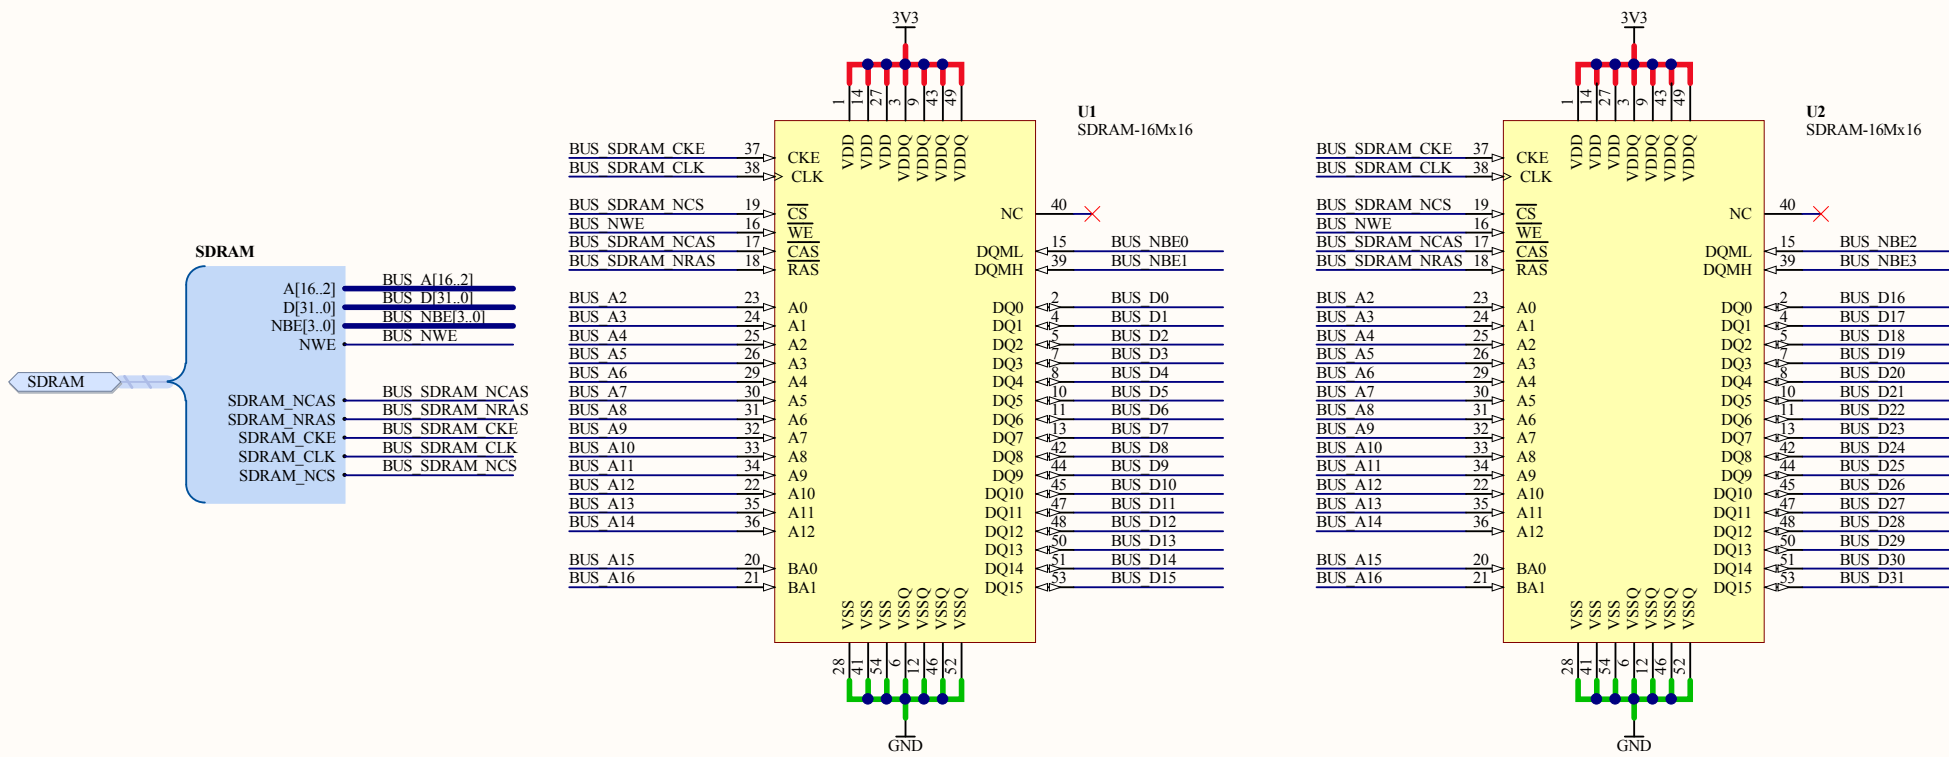 SDRAM
SDRAM
A[16..2] BUS_A[16..2]
D[31..0] BUS_D[31..0]
NBE[3..0] BUS_NBE[3..0]
NWE BUS_NWE
SDRAM_NCAS BUS_SDRAM_NCAS
SDRAM_NRAS BUS_SDRAM_NRAS
SDRAM_CKE BUS_SDRAM_CKE
SDRAM_CLK BUS_SDRAM_CLK
SDRAM_NCS BUS_SDRAM_NCS
3V3
1 14 27 3 9 43 49
VDD VDD VDD VDDQ VDDQ VDDQ VDDQ
U1
SDRAM-16Mx16
BUS_SDRAM_CKE 37 CKE
BUS_SDRAM_CLK 38 CLK
BUS_SDRAM_NCS 19 CS NC 40
BUS_NWE 16 WE
BUS_SDRAM_NCAS 17 CAS DQML 15 BUS_NBE0
BUS_SDRAM_NRAS 18 RAS DQMH 39 BUS_NBE1
BUS_A2 23 A0 DQ0 2 BUS_D0
BUS_A3 24 A1 DQ1 4 BUS_D1
BUS_A4 25 A2 DQ2 5 BUS_D2
BUS_A5 26 A3 DQ3 7 BUS_D3
BUS_A6 29 A4 DQ4 8 BUS_D4
BUS_A7 30 A5 DQ5 10 BUS_D5
BUS_A8 31 A6 DQ6 11 BUS_D6
BUS_A9 32 A7 DQ7 13 BUS_D7
BUS_A10 33 A8 DQ8 42 BUS_D8
BUS_A11 34 A9 DQ9 44 BUS_D9
BUS_A12 22 A10 DQ10 45 BUS_D10
BUS_A13 35 A11 DQ11 47 BUS_D11
BUS_A14 36 A12 DQ12 48 BUS_D12
DQ13 50 BUS_D13
BUS_A15 20 BA0 DQ14 51 BUS_D14
BUS_A16 21 BA1 DQ15 53 BUS_D15
VSS VSS VSS VSSQ VSSQ VSSQ VSSQ
28 41 54 6 12 46 52
GND
3V3
1 14 27 3 9 43 49
VDD VDD VDD VDDQ VDDQ VDDQ VDDQ
U2
SDRAM-16Mx16
BUS_SDRAM_CKE 37 CKE
BUS_SDRAM_CLK 38 CLK
BUS_SDRAM_NCS 19 CS NC 40
BUS_NWE 16 WE
BUS_SDRAM_NCAS 17 CAS DQML 15 BUS_NBE2
BUS_SDRAM_NRAS 18 RAS DQMH 39 BUS_NBE3
BUS_A2 23 A0 DQ0 2 BUS_D16
BUS_A3 24 A1 DQ1 4 BUS_D17
BUS_A4 25 A2 DQ2 5 BUS_D18
BUS_A5 26 A3 DQ3 7 BUS_D19
BUS_A6 29 A4 DQ4 8 BUS_D20
BUS_A7 30 A5 DQ5 10 BUS_D21
BUS_A8 31 A6 DQ6 11 BUS_D22
BUS_A9 32 A7 DQ7 13 BUS_D23
BUS_A10 33 A8 DQ8 42 BUS_D24
BUS_A11 34 A9 DQ9 44 BUS_D25
BUS_A12 22 A10 DQ10 45 BUS_D26
BUS_A13 35 A11 DQ11 47 BUS_D27
BUS_A14 36 A12 DQ12 48 BUS_D28
DQ13 50 BUS_D29
BUS_A15 20 BA0 DQ14 51 BUS_D30
BUS_A16 21 BA1 DQ15 53 BUS_D31
VSS VSS VSS VSSQ VSSQ VSSQ VSSQ
28 41 54 6 12 46 52
GND